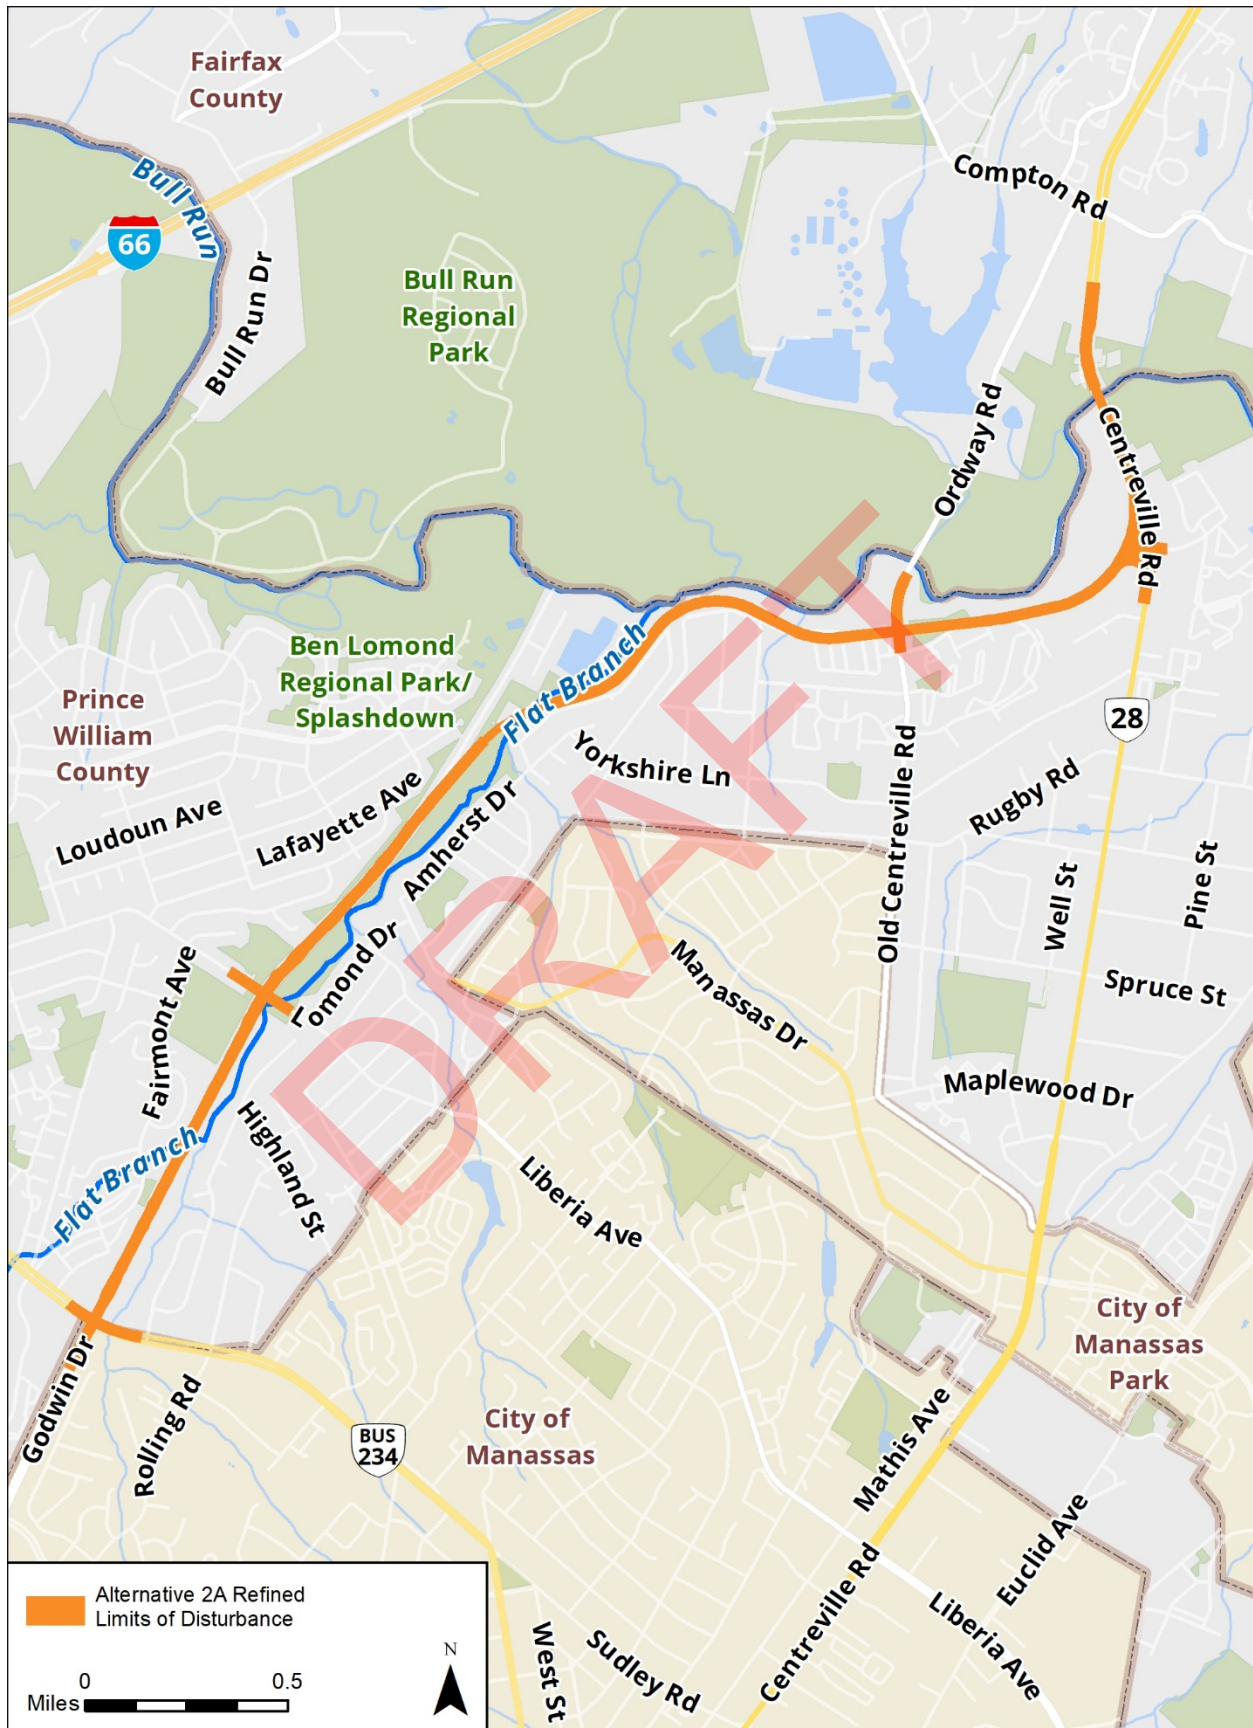 Fairfax
County
Bull Run
66
Bull Run Dr
Bull Run
Regional
Park
Compton Rd
Ordway Rd
Centreville Rd
Ben Lomond
Regional Park/
Splashdown
Flat Branch
Prince
William
County
28
Yorkshire Ln
Old Centreville Rd
Rugby Rd
Loudoun Ave
Lafayette Ave
Amherst Dr
Well St
Pine St
Lomond Dr
Fairmont Ave
Manassas Dr
Spruce St
Maplewood Dr
DRAFT
Flat Branch
Highland St
Liberia Ave
City of
Manassas
Park
Godwin Dr
Rolling Rd
BUS
234
City of
Manassas
Mathis Ave
Euclid Ave
Centreville Rd
Liberia Ave
West St
Sudley Rd
Alternative 2A Refined
Limits of Disturbance
0 0.5
Miles
N